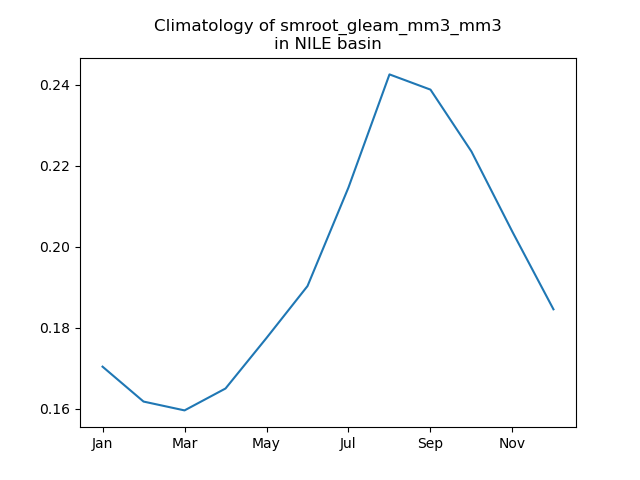 Climatology of smroot_gleam_mm3_mm3
in NILE basin
0.24
0.22
0.20
0.18
0.16
Jan Mar May Jul Sep Nov